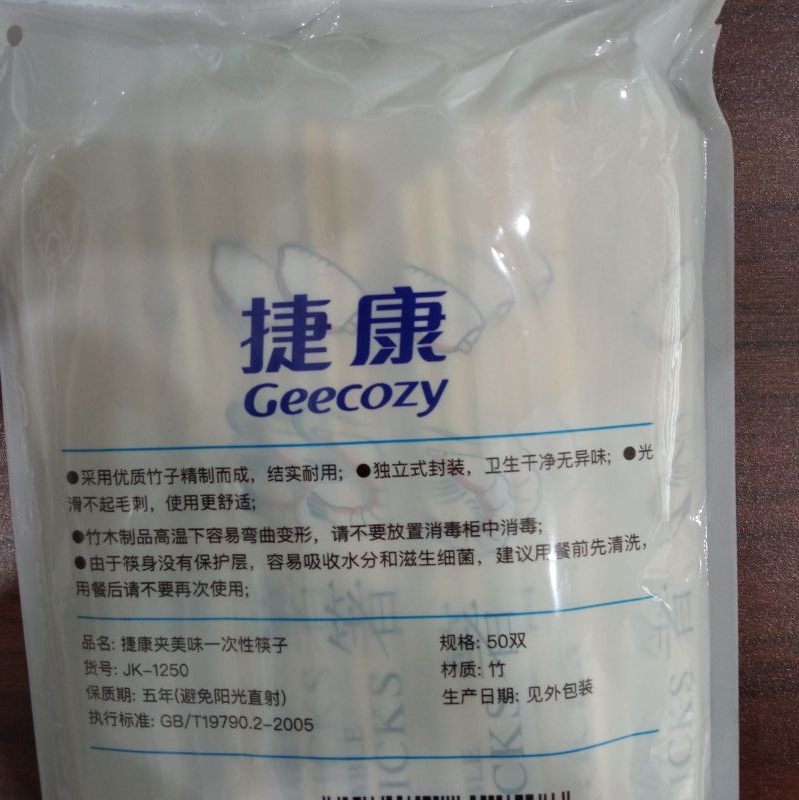 捷康
Geecozy
●采用优质竹子精制而成，结实耐用；●独立式封装，卫生干净无异味；●光
滑不起毛刺，使用更舒适；
●竹木制品高温下容易弯曲变形，请不要放置消毒柜中消毒；
●由于筷身没有保护层，容易吸收水分和滋生细菌，建议用餐前先清洗，
用餐后请不要再次使用；
品名: 捷康夹美味一次性筷子
规格: 50双
货号: JK-1250
材质: 竹
保质期: 五年(避免阳光直射)
生产日期: 见外包装
执行标准: GB/T19790.2-2005